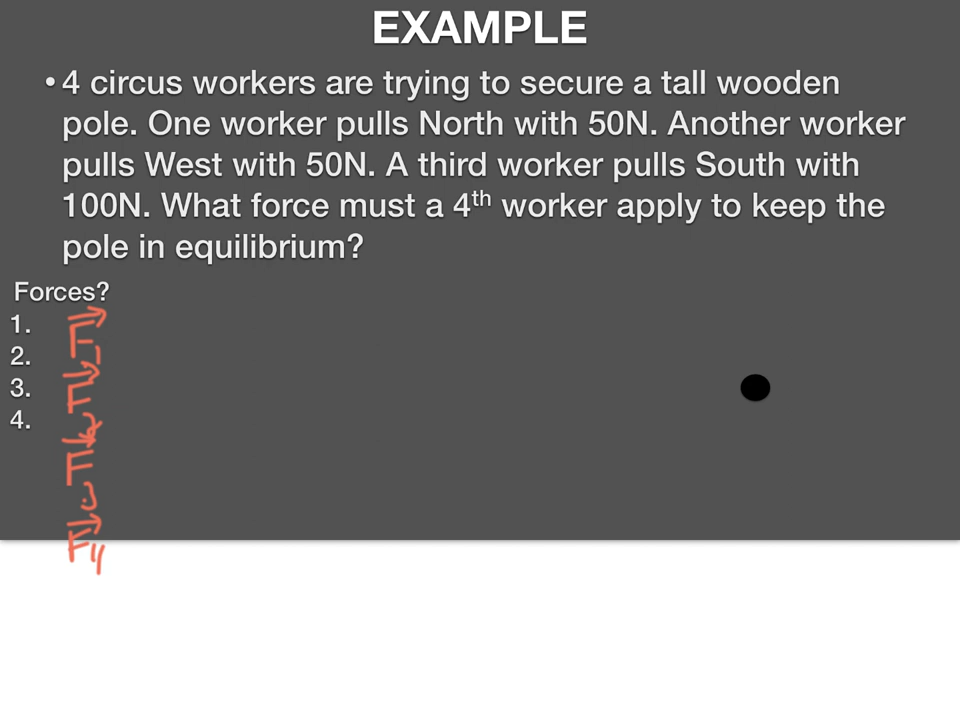 EXAMPLE
• 4 circus workers are trying to secure a tall wooden
pole. One worker pulls North with 50N. Another worker
pulls West with 50N. A third worker pulls South with
100N. What force must a 4th worker apply to keep the
pole in equilibrium?
Forces?
1.
2.
3.
4.